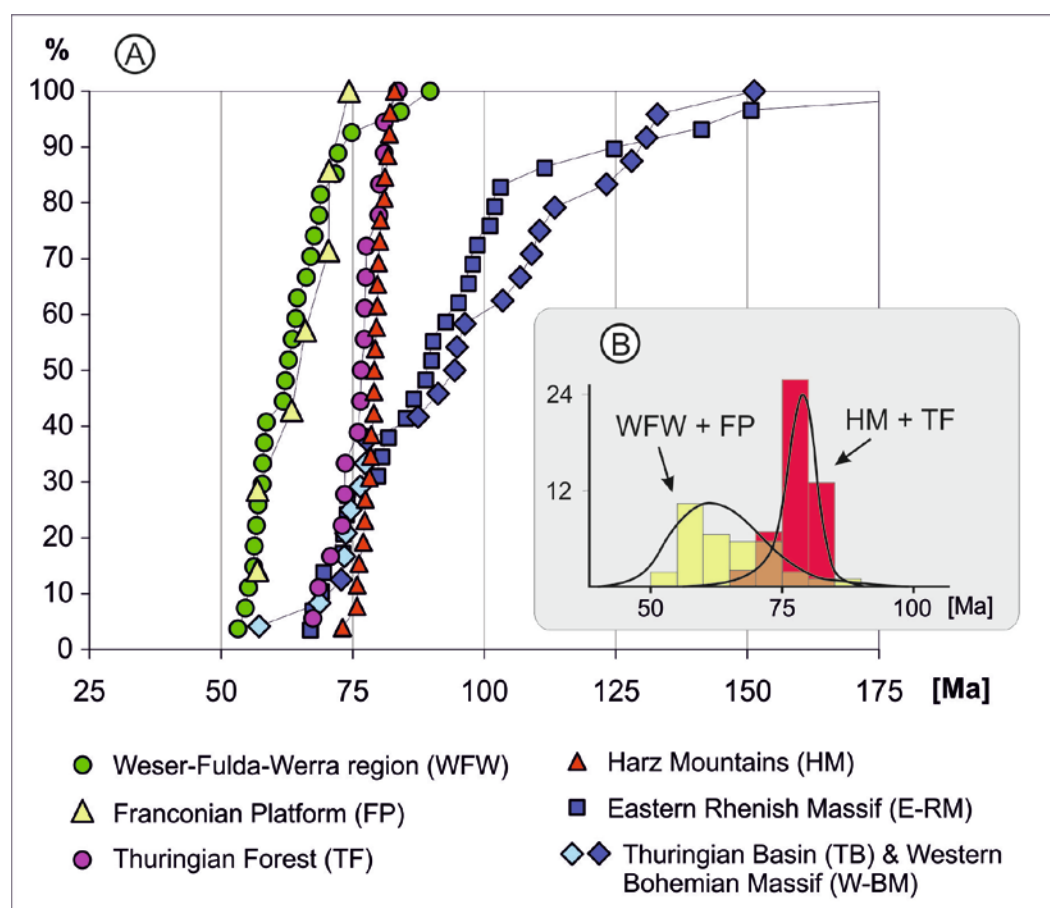 %
A
100
90
80
70
60
50
40
30
20
10
0
25 50 75 100 125 150 [Ma] 175
B
24
12
WFW + FP
HM + TF
50 75 100 [Ma]
Weser-Fulda-Werra region (WFW)
Franconian Platform (FP)
Thuringian Forest (TF)
Harz Mountains (HM)
Eastern Rhenish Massif (E-RM)
Thuringian Basin (TB) & Western
Bohemian Massif (W-BM)